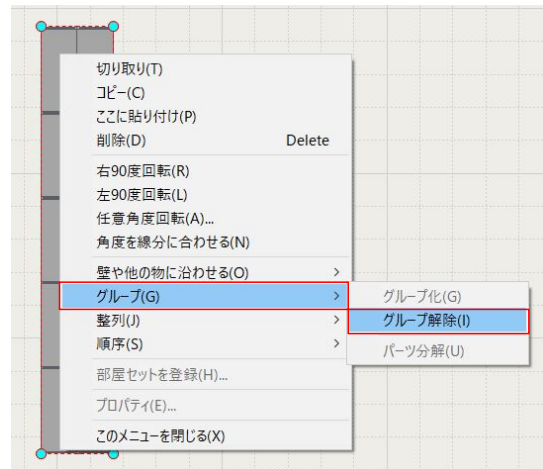 切り取り(T)
コピー(C)
ここに貼り付け(P)
削除(D) Delete
右90度回転(R)
左90度回転(L)
任意角度回転(A)...
角度を線分に合わせる(N)
壁や他の物に沿わせる(O) >
グループ(G) >
グループ化(G)
整列(J) >
グループ解除(I)
順序(S) >
パーツ分解(U)
部屋セットを登録(H)...
プロパティ(E)...
このメニューを閉じる(X)